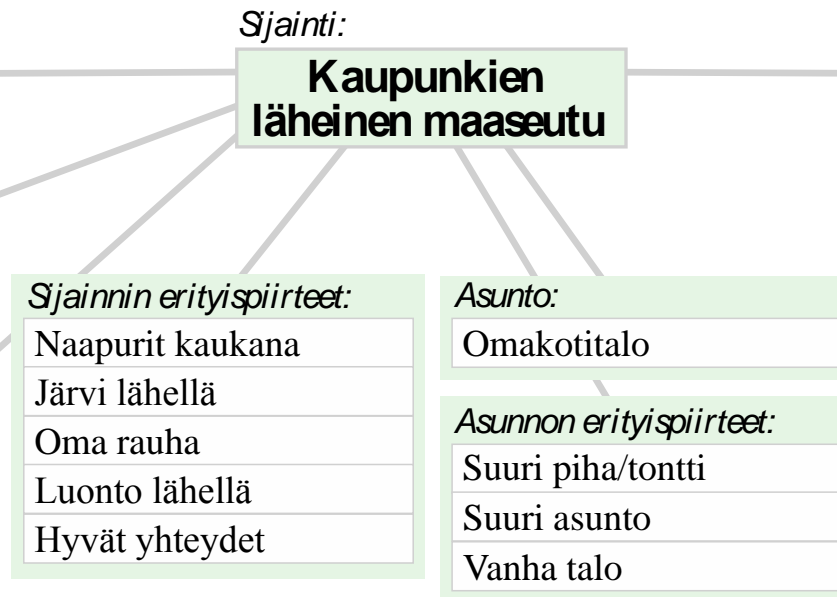 Sijainti:
Kaupunkien
läheinen maaseutu
Sijainnin erityispiirteet:
Naapurit kaukana
Järvi lähellä
Oma rauha
Luonto lähellä
Hyvät yhteydet
Asunto:
Omakotitalo
Asunnon erityispiirteet:
Suuri piha/tontti
Suuri asunto
Vanha talo